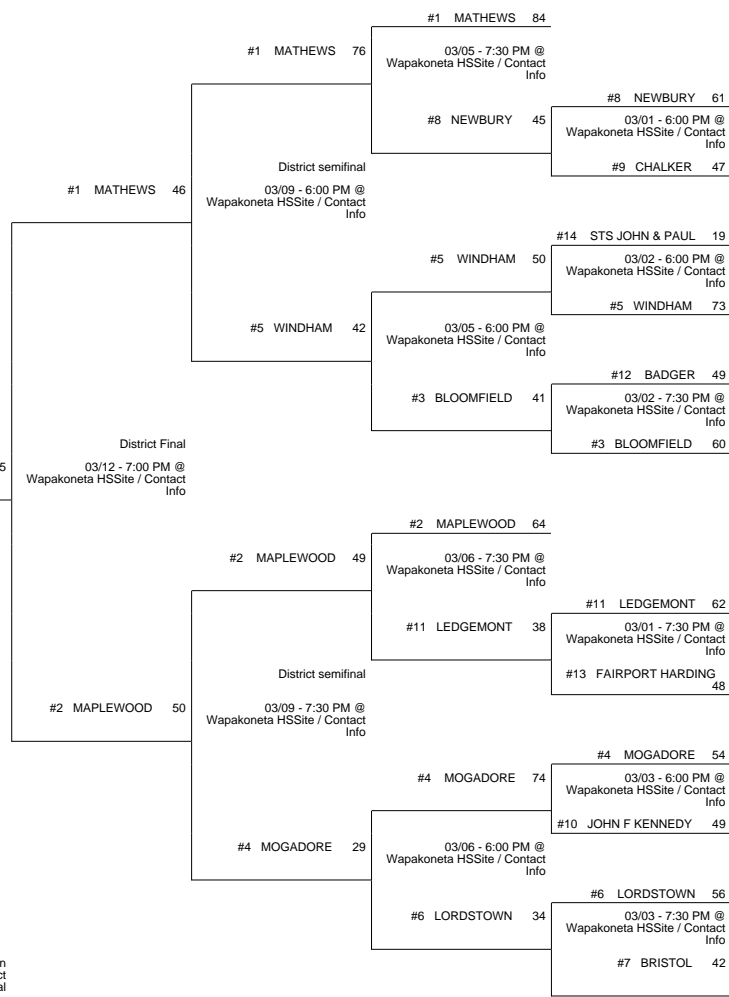 #1 MATHEWS 84
#1 MATHEWS 76
03/05 - 7:30 PM @
Wapakoneta HSSite / Contact
Info
#8 NEWBURY 61
#8 NEWBURY 45
03/01 - 6:00 PM @
Wapakoneta HSSite / Contact
Info
#9 CHALKER 47
District semifinal
#1 MATHEWS 46
03/09 - 6:00 PM @
Wapakoneta HSSite / Contact
Info
#14 STS JOHN & PAUL 19
#5 WINDHAM 50
03/02 - 6:00 PM @
Wapakoneta HSSite / Contact
Info
#5 WINDHAM 73
#5 WINDHAM 42
03/05 - 6:00 PM @
Wapakoneta HSSite / Contact
Info
#12 BADGER 49
#3 BLOOMFIELD 41
03/02 - 7:30 PM @
Wapakoneta HSSite / Contact
Info
#3 BLOOMFIELD 60
District Final
5
03/12 - 7:00 PM @
Wapakoneta HSSite / Contact
Info
#2 MAPLEWOOD 64
#2 MAPLEWOOD 49
03/06 - 7:30 PM @
Wapakoneta HSSite / Contact
Info
#11 LEDGEMONT 62
#11 LEDGEMONT 38
03/01 - 7:30 PM @
Wapakoneta HSSite / Contact
Info
#13 FAIRPORT HARDING
48
District semifinal
#2 MAPLEWOOD 50
03/09 - 7:30 PM @
Wapakoneta HSSite / Contact
Info
#4 MOGADORE 54
#4 MOGADORE 74
03/03 - 6:00 PM @
Wapakoneta HSSite / Contact
Info
#10 JOHN F KENNEDY 49
#4 MOGADORE 29
03/06 - 6:00 PM @
Wapakoneta HSSite / Contact
Info
#6 LORDSTOWN 56
#6 LORDSTOWN 34
03/03 - 7:30 PM @
Wapakoneta HSSite / Contact
Info
#7 BRISTOL 42
n
ct
al